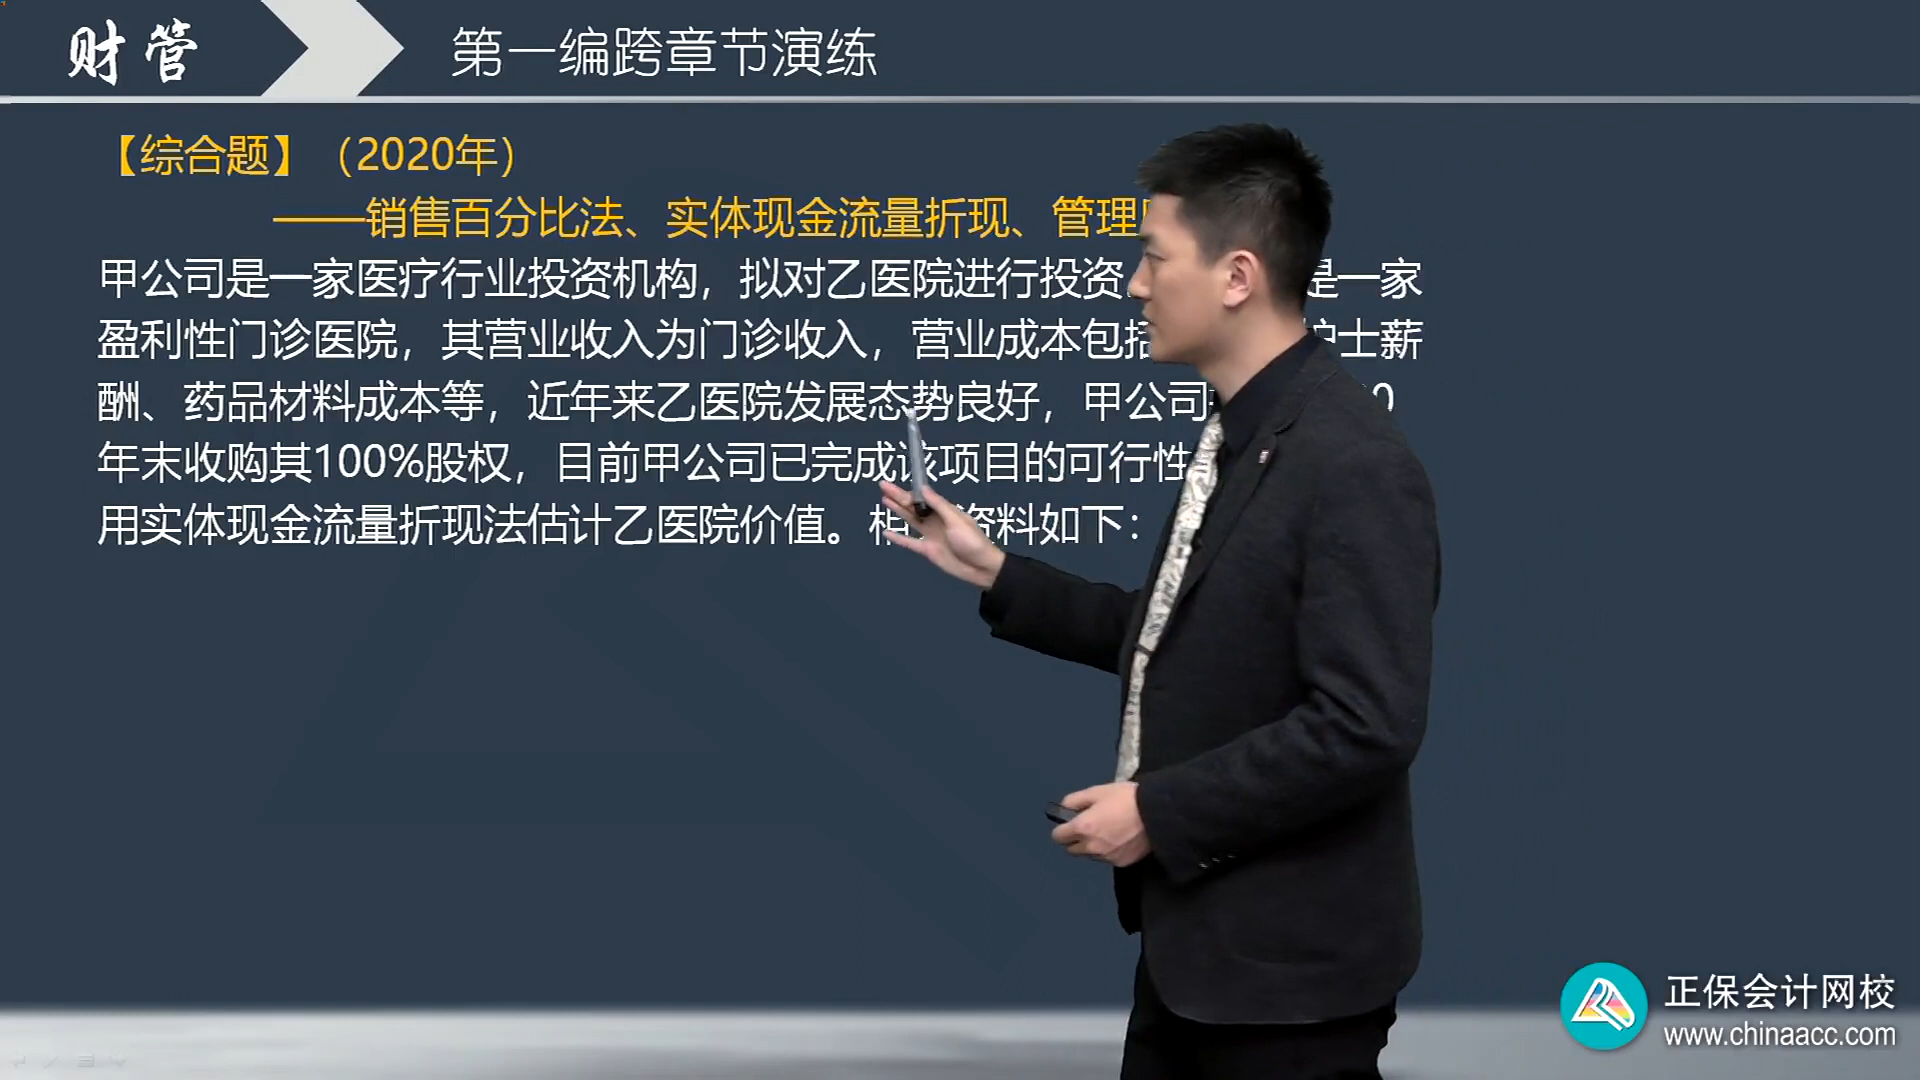 财管
第一编跨章节演练
【综合题】（2020年）
——销售百分比法、实体现金流量折现、管理
甲公司是一家医疗行业投资机构，拟对乙医院进行投资 是一家
盈利性门诊医院，其营业收入为门诊收入，营业成本包括 护士薪
酬、药品材料成本等，近年来乙医院发展态势良好，甲公司 0
年末收购其100%股权，目前甲公司已完成该项目的可行性
用实体现金流量折现法估计乙医院价值。相 资料如下：
正保会计网校
www.chinaacc.com